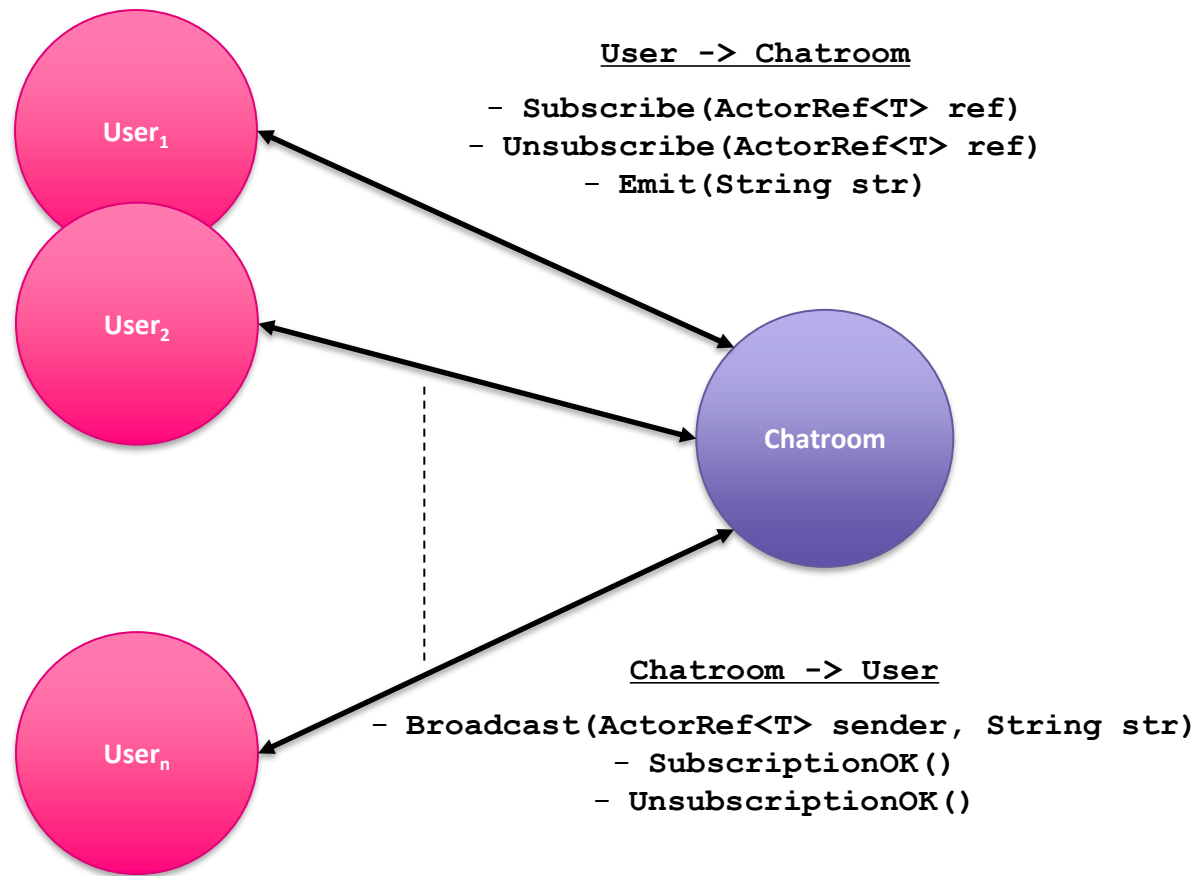 User -> Chatroom
- Subscribe(ActorRef<T> ref)
- Unsubscribe(ActorRef<T> ref)
- Emit(String str)
User₁
User₂
Chatroom
Userₙ
Chatroom -> User
- Broadcast(ActorRef<T> sender, String str)
- SubscriptionOK()
- UnsubscriptionOK()